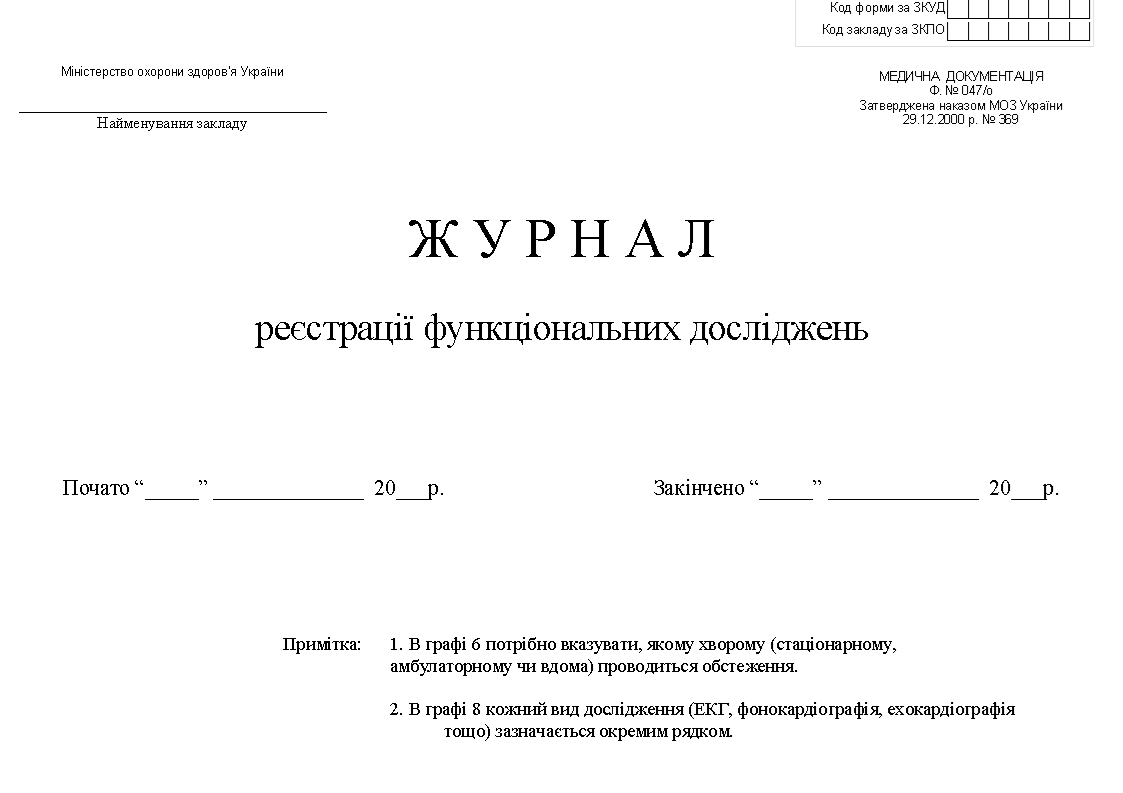 Код форми за ЗКУД
Код закладу за ЗКПО
Міністерство охорони здоров'я України
Найменування закладу
МЕДИЧНА ДОКУМЕНТАЦІЯ
Ф. № 047/о
Затверджена наказом МОЗ України
29.12.2000 р. № 369
Ж У Р Н А Л
реєстрації функціональних досліджень
Почато “_____” ______________ 20___р.
Закінчено “_____” ______________ 20___р.
Примітка: 1. В графі 6 потрібно вказувати, якому хворому (стаціонарному,
амбулаторному чи вдома) проводиться обстеження.
2. В графі 8 кожний вид дослідження (ЕКГ, фонокардіографія, ехокардіографія
тощо) зазначається окремим рядком.